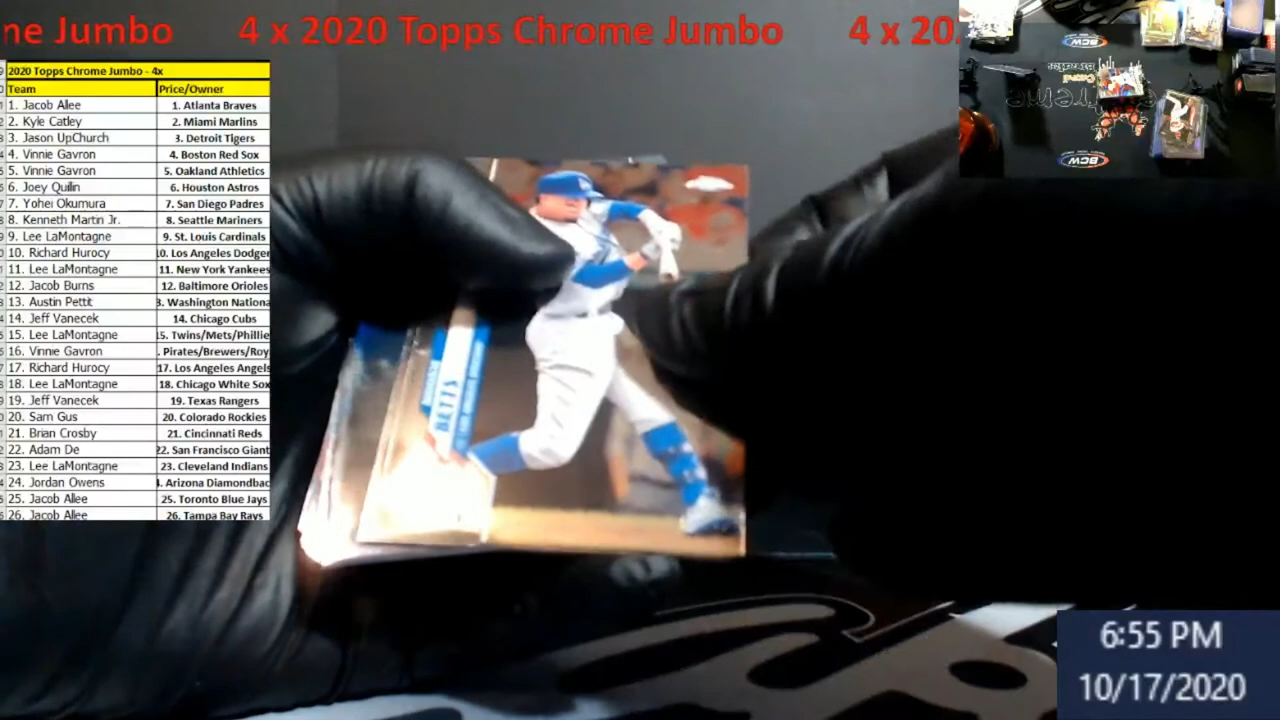 ne Jumbo 4 x 2020 Topps Chrome Jumbo 4 x 20
2020 Topps Chrome Jumbo - 4x
Team Price/Owner
1. Jacob Allee 1. Atlanta Braves
2. Kyle Catley 2. Miami Marlins
3. Jason UpChurch 3. Detroit Tigers
4. Vinnie Gavron 4. Boston Red Sox
5. Vinnie Gavron 5. Oakland Athletics
6. Joey Quilin 6. Houston Astros
7. Yohei Okumura 7. San Diego Padres
8. Kenneth Martin Jr. 8. Seattle Mariners
9. Lee LaMontagne 9. St. Louis Cardinals
10. Richard Hurocy 10. Los Angeles Dodger
11. Lee LaMontagne 11. New York Yankees
12. Jacob Burns 12. Baltimore Orioles
13. Austin Pettit 3. Washington Nationa
14. Jeff Vanecek 14. Chicago Cubs
15. Lee LaMontagne 15. Twins/Mets/Phillie
16. Vinnie Gavron . Pirates/Brewers/Roy
17. Richard Hurocy 17. Los Angeles Angels
18. Lee LaMontagne 18. Chicago White Sox
19. Jeff Vanecek 19. Texas Rangers
20. Sam Gus 20. Colorado Rockies
21. Brian Crosby 21. Cincinnati Reds
22. Adam De 22. San Francisco Giant
23. Lee LaMontagne 23. Cleveland Indians
24. Jordan Owens . Arizona Diamondbac
25. Jacob Allee 25. Toronto Blue Jays
26. Jacob Allee 26. Tampa Bay Rays
BETTS
BCW
BCW
6:55 PM
10/17/2020